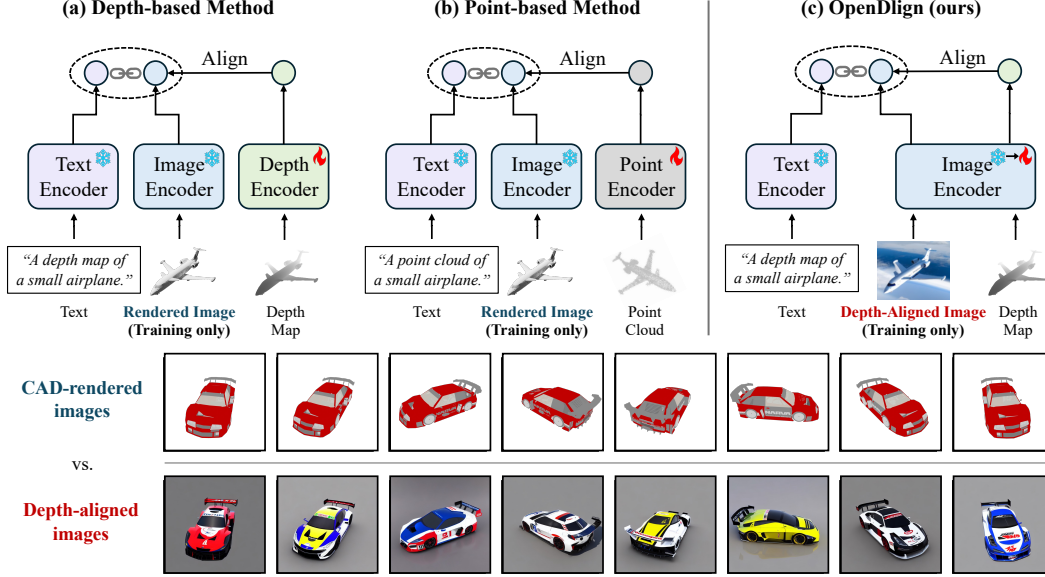 (a) Depth-based Method
Align
Text
Encoder
Image
Encoder
Depth
Encoder
“A depth map of
a small airplane.”
Text
Rendered Image
(Training only)
Depth
Map
(b) Point-based Method
Align
Text
Encoder
Image
Encoder
Point
Encoder
“A point cloud of
a small airplane.”
Text
Rendered Image
(Training only)
Point
Cloud
(c) OpenDlign (ours)
Align
Text
Encoder
Image
Encoder
“A depth map of
a small airplane.”
Text
Depth-Aligned Image
(Training only)
Depth
Map
CAD-rendered
images
vs.
Depth-aligned
images